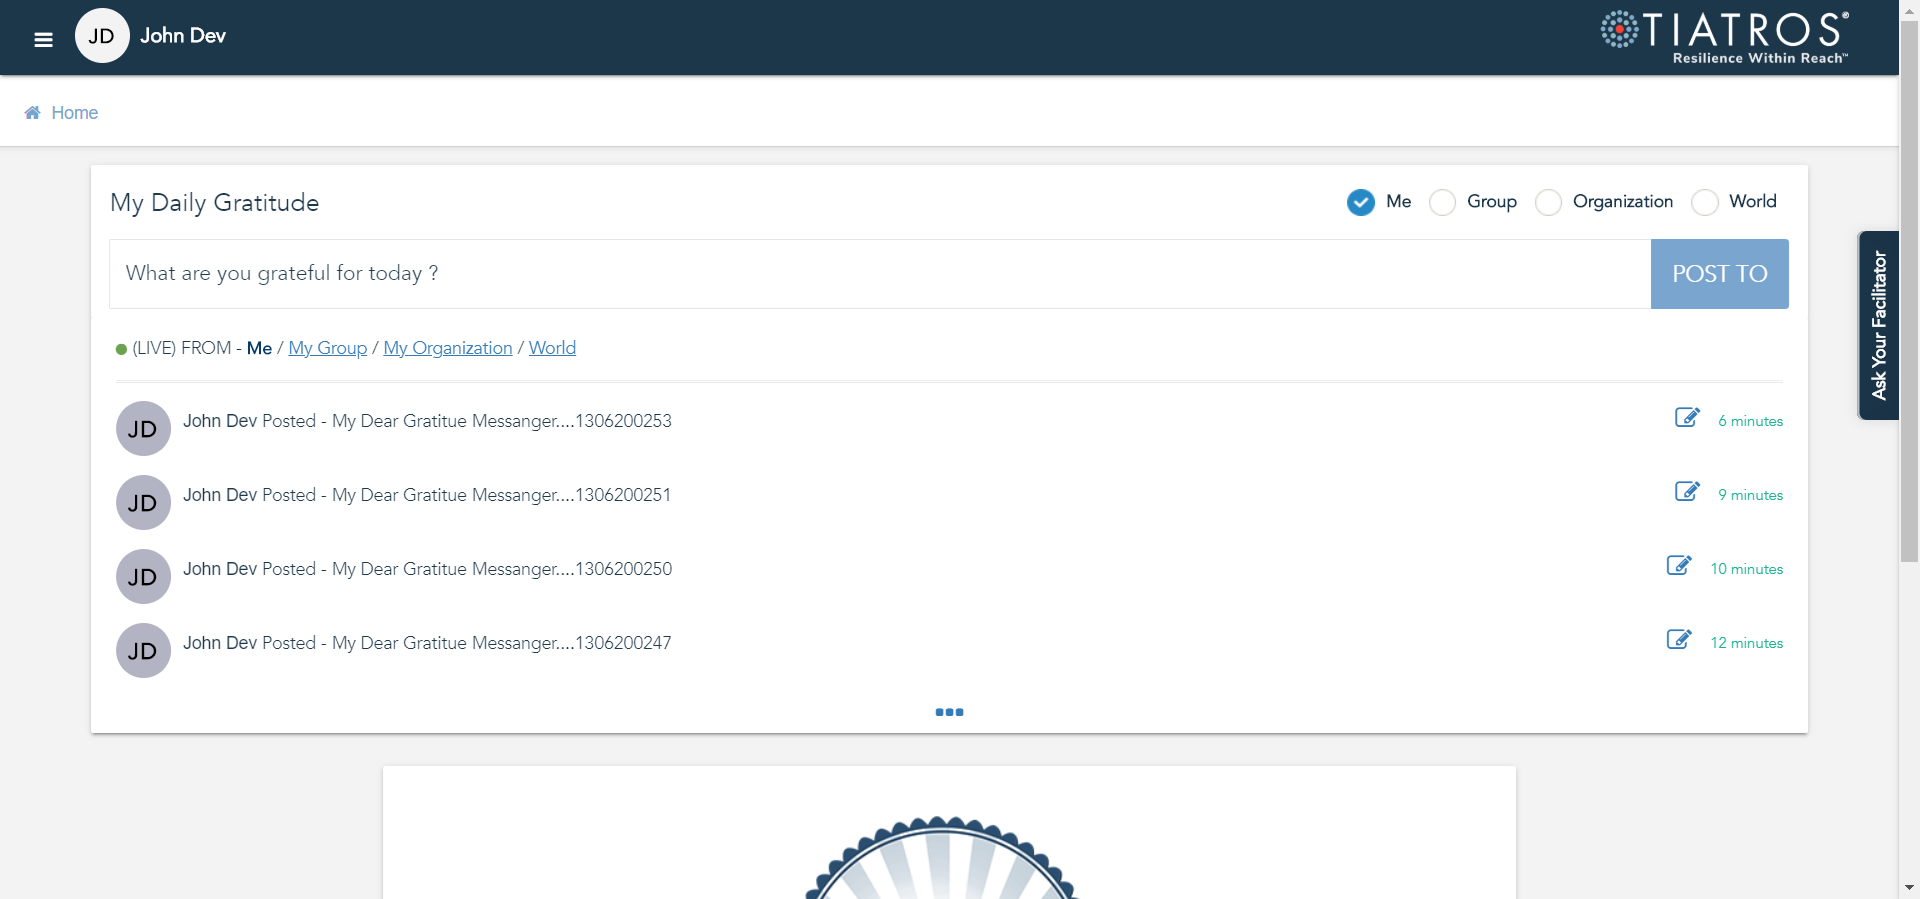 JD John Dev
TIATROS®
Resilience Within Reach™
Home
My Daily Gratitude
Me Group Organization World
What are you grateful for today ?
POST TO
Ask Your Facilitator
(LIVE) FROM - Me / My Group / My Organization / World
JD John Dev Posted - My Dear Gratitue Messanger....1306200253 6 minutes
JD John Dev Posted - My Dear Gratitue Messanger....1306200251 9 minutes
JD John Dev Posted - My Dear Gratitue Messanger....1306200250 10 minutes
JD John Dev Posted - My Dear Gratitue Messanger....1306200247 12 minutes